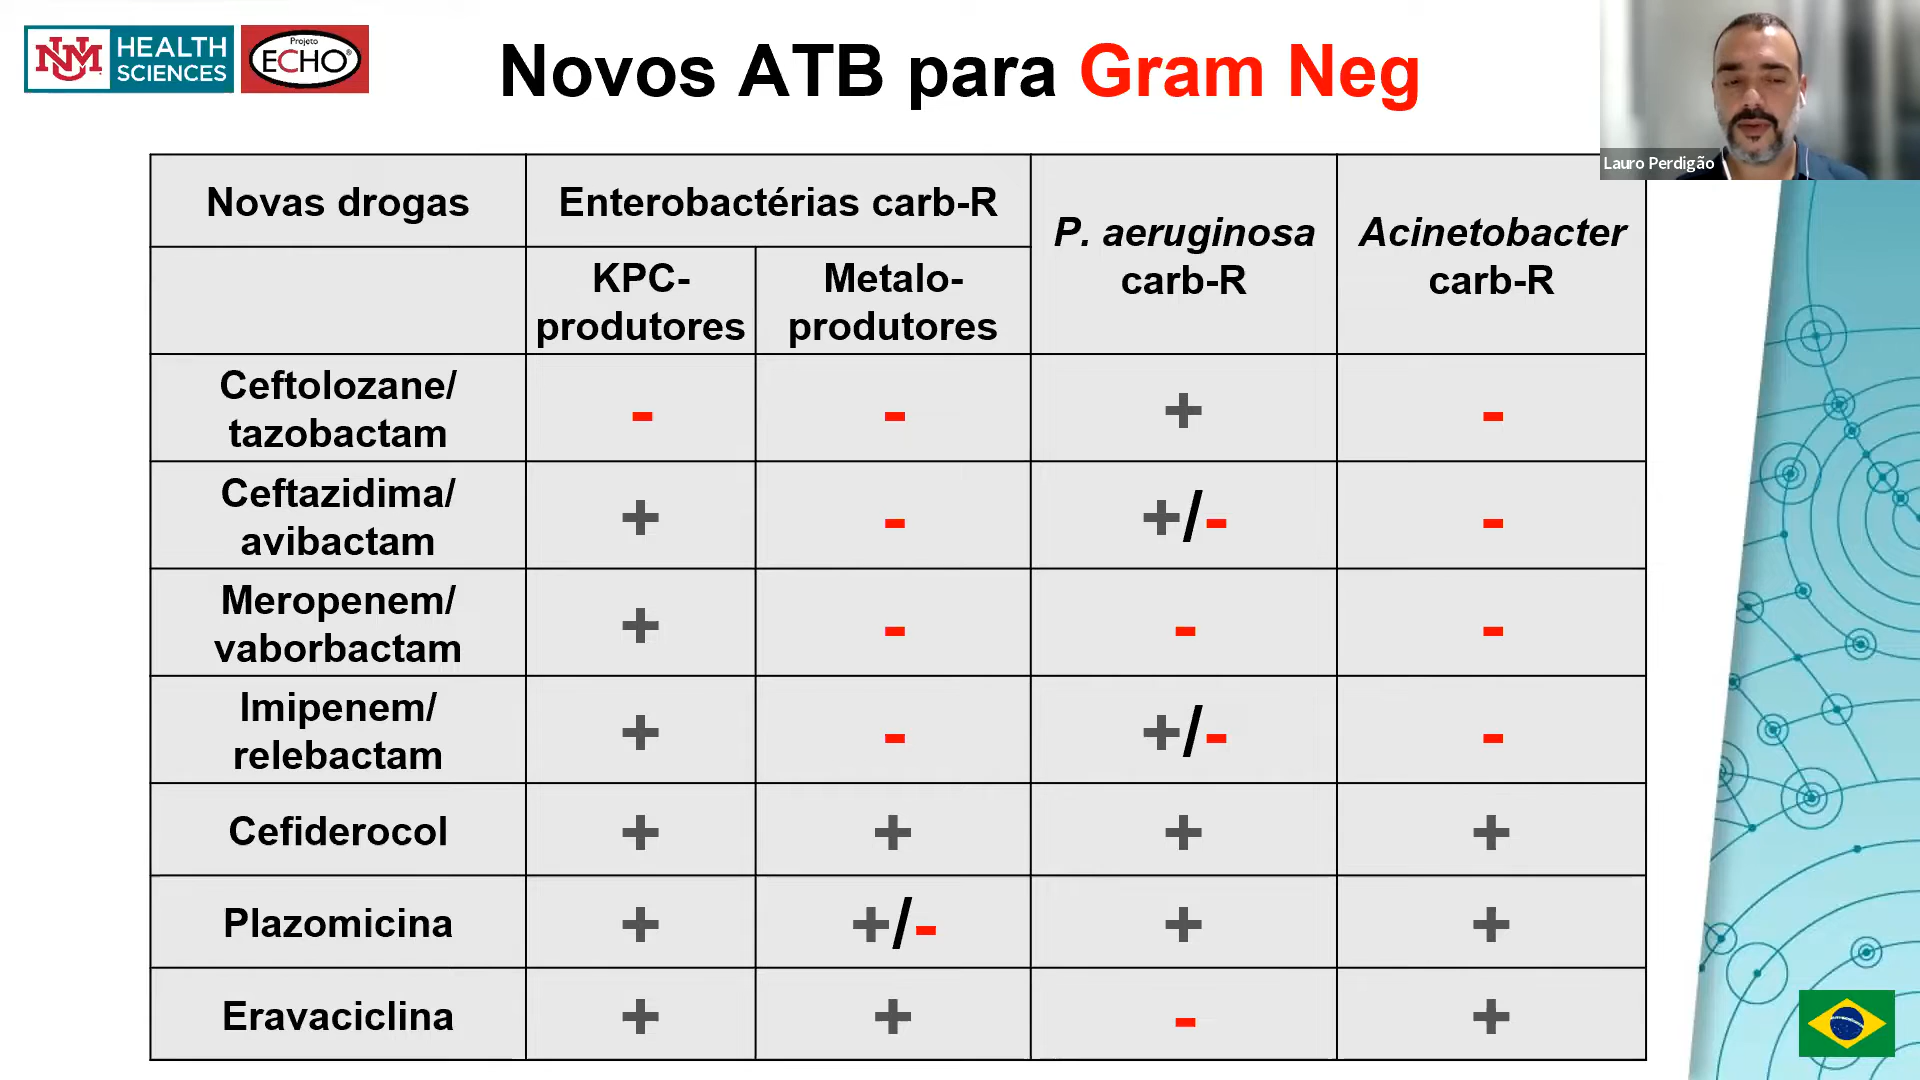 UNM HEALTH
SCIENCES
Projeto
ECHO®
Novos ATB para Gram Neg
Lauro Perdigão
Novas drogas
Enterobactérias carb-R
P. aeruginosa
carb-R
Acinetobacter
carb-R
KPC-
produtores
Metalo-
produtores
Ceftolozane/
tazobactam
- - + -
Ceftazidima/
avibactam
+ - +/- -
Meropenem/
vaborbactam
+ - - -
Imipenem/
relebactam
+ - +/- -
Cefiderocol + + + +
Plazomicina + +/- + +
Eravaciclina + + - +